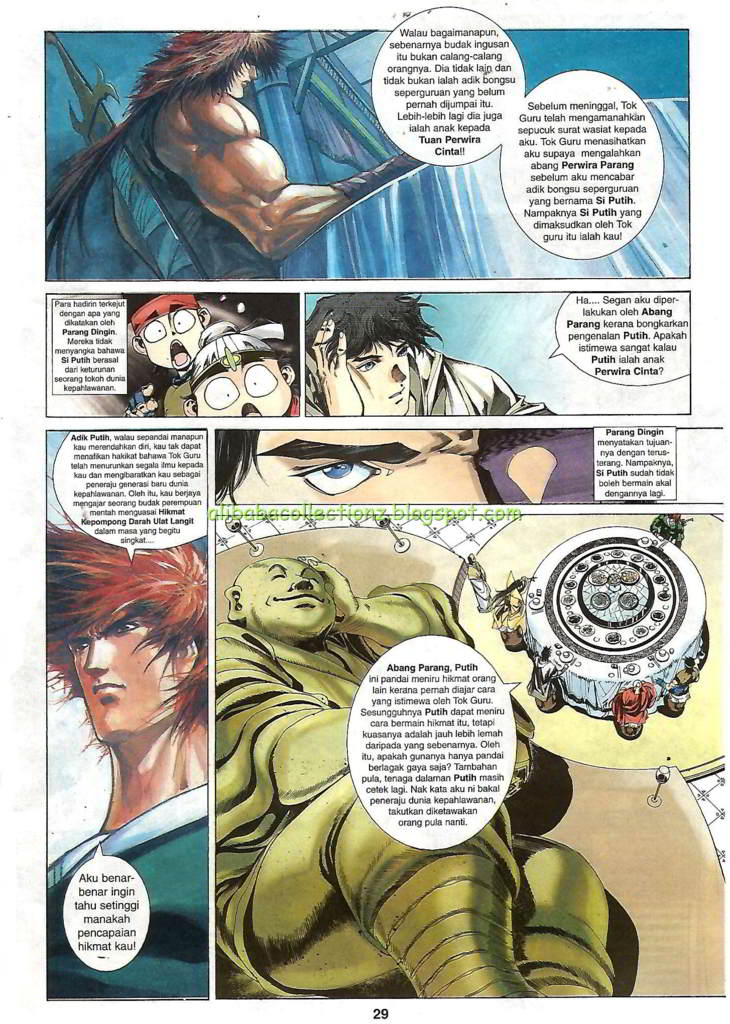 Walau bagaimanapun,
sebenarnya budak ingusan
itu bukan calang-calang
orangnya. Dia tidak lain dan
tidak bukan ialah adik bongsu
seperguruan yang belum
pernah dijumpai itu.
Lebih-lebih lagi dia juga
ialah anak kepada
Tuan Perwira
Cinta!!
Sebelum meninggal, Tok
Guru telah mengamanahkan
sepucuk surat wasiat kepada
aku. Tok Guru menasihatkan
aku supaya mengalahkan
abang Perwira Parang
sebelum aku mencabar
adik bongsu seperguruan
yang bernama Si Putih.
Nampaknya Si Putih yang
dimaksudkan oleh Tok
guru itu ialah kau!
Para hadirin terkejut
dengan apa yang
dikatakan oleh
Parang Dingin.
Mereka tidak
menyangka bahawa
Si Putih berasal
dari keturunan
seorang tokoh dunia
kepahlawanan.
Ha.... Segan aku diper-
lakukan oleh Abang
Parang kerana bongkarkan
pengenalan Putih. Apakah
istimewa sangat kalau
Putih ialah anak
Perwira Cinta?
Adik Putih, walau sepandai manapun
kau merendahkan diri, kau tak dapat
menafikan hakikat bahawa Tok Guru
telah menurunkan segala ilmu kepada
kau dan mengibaratkan kau sebagai
peneraju generasi baru dunia
kepahlawanan. Oleh itu, kau berjaya
mengajar seorang budak perempuan
mentah menguasai Hikmat
Kepompong Darah Ulat Langit
dalam masa yang begitu
singkat....
Parang Dingin
menyatakan tujuan-
nya dengan terus-
terang. Nampaknya,
Si Putih sudah tidak
boleh bermain akal
dengannya lagi.
alibabacollectionz.blogspot.com
Abang Parang, Putih
ini pandai meniru hikmat orang
lain kerana pernah diajar cara
yang istimewa oleh Tok Guru.
Sesungguhnya Putih dapat meniru
cara bermain hikmat itu, tetapi
kuasanya adalah jauh lebih lemah
daripada yang sebenarnya. Oleh
itu, apakah gunanya hanya pandai
berlagak gaya saja? Tambahan
pula, tenaga dalaman Putih masih
cetek lagi. Nak kata aku ni bakal
peneraju dunia kepahlawanan,
takutkan diketawakan
orang pula nanti.
Aku benar-
benar ingin
tahu setinggi
manakah
pencapaian
hikmat kau!
29